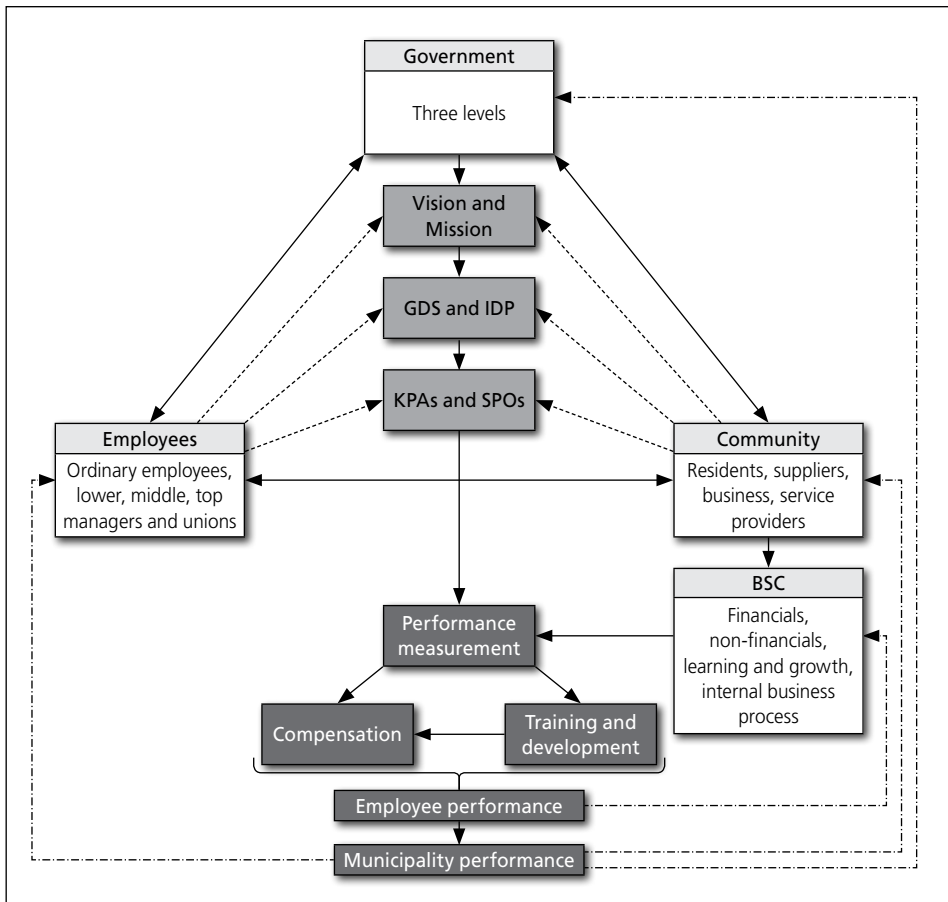 Government
Three levels
Vision and
Mission
GDS and IDP
KPAs and SPOs
Employees
Ordinary employees,
lower, middle, top
managers and unions
Community
Residents, suppliers,
business, service
providers
BSC
Financials,
non-financials,
learning and growth,
internal business
process
Performance
measurement
Compensation
Training and
development
Employee performance
Municipality performance